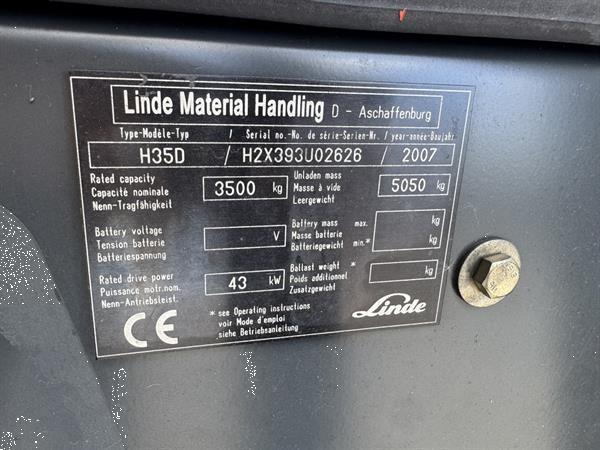 Linde Material Handling D - Aschaffenburg
Type-Modèle-Typ / Serial no.-No. de série-Serien-Nr. / year-année-Baujahr
H35D / H2X393U02626 / 2007
Rated capacity
Capacité nominale
Nenn-Tragfähigkeit
3500 kg
Unladen mass
Masse à vide
Leergewicht
5050 kg
Battery voltage
Tension batterie
Batteriespannung
V
Battery mass max. kg
Masse batterie
Batteriegewicht min.* kg
Rated drive power
Puissance motr.nom.
Nenn-Antriebsleist.
43 kW
Ballast weight *
Poids additionnel
Zusatzgewicht
kg
CE
* see Operating instructions
voir Mode d'emploi
siehe Betriebsanleitung
Linde